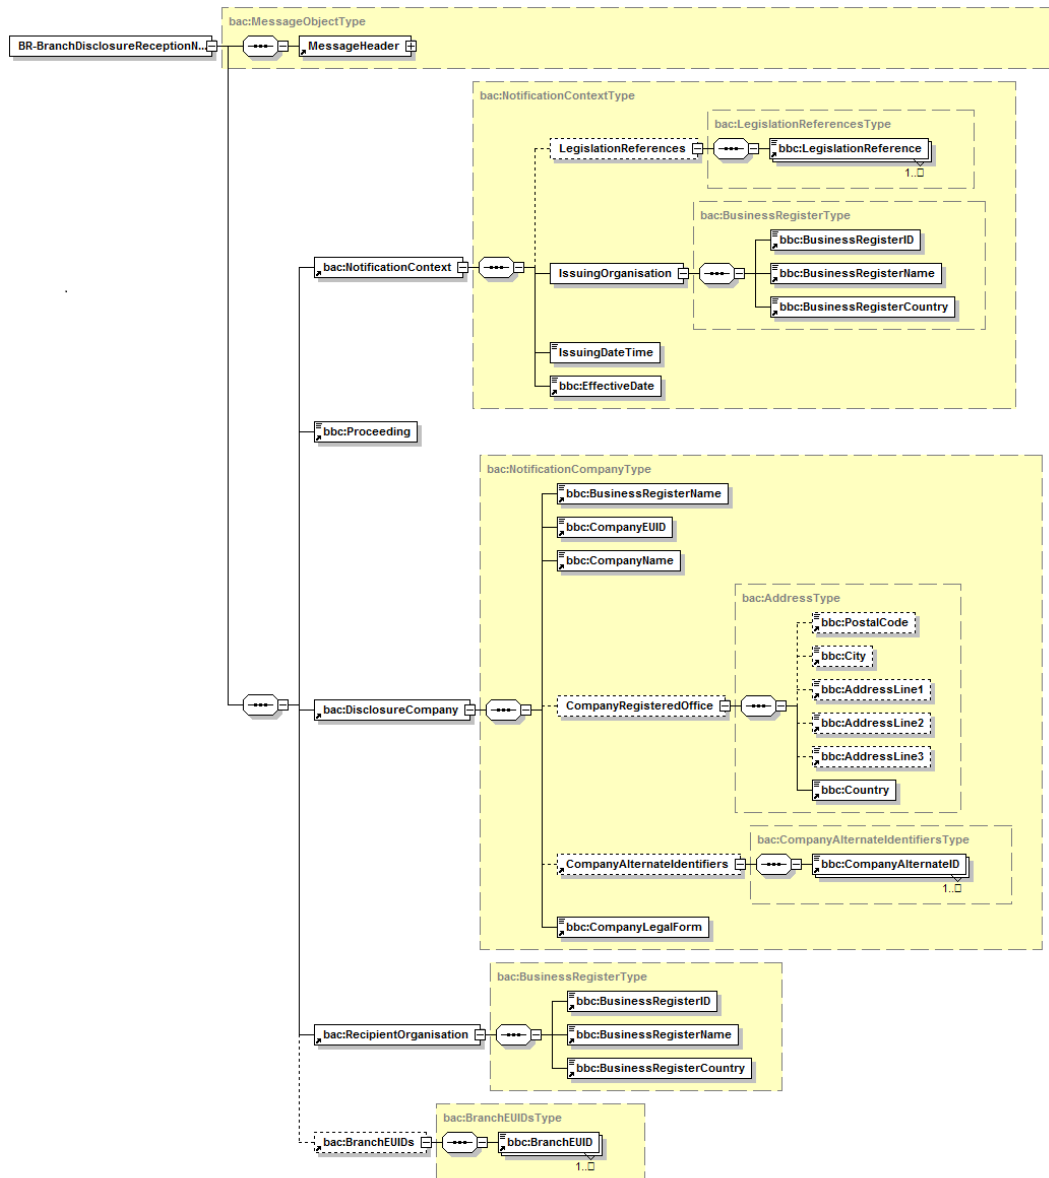 bac:MessageObjectType
BR-BranchDisclosureReceptionN...
MessageHeader
bac:NotificationContextType
bac:LegislationReferencesType
LegislationReferences
bbc:LegislationReference
1..□
bac:BusinessRegisterType
bbc:BusinessRegisterID
bac:NotificationContext
IssuingOrganisation
bbc:BusinessRegisterName
bbc:BusinessRegisterCountry
IssuingDateTime
bbc:EffectiveDate
bbc:Proceeding
bac:NotificationCompanyType
bbc:BusinessRegisterName
bbc:CompanyEUID
bbc:CompanyName
bac:AddressType
bbc:PostalCode
bbc:City
bbc:AddressLine1
bac:DisclosureCompany
CompanyRegisteredOffice
bbc:AddressLine2
bbc:AddressLine3
bbc:Country
bac:CompanyAlternateIdentifiersType
CompanyAlternateIdentifiers
bbc:CompanyAlternateID
1..□
bbc:CompanyLegalForm
bac:BusinessRegisterType
bbc:BusinessRegisterID
bac:RecipientOrganisation
bbc:BusinessRegisterName
bbc:BusinessRegisterCountry
bac:BranchEUIDsType
bac:BranchEUIDs
bbc:BranchEUID
1..□